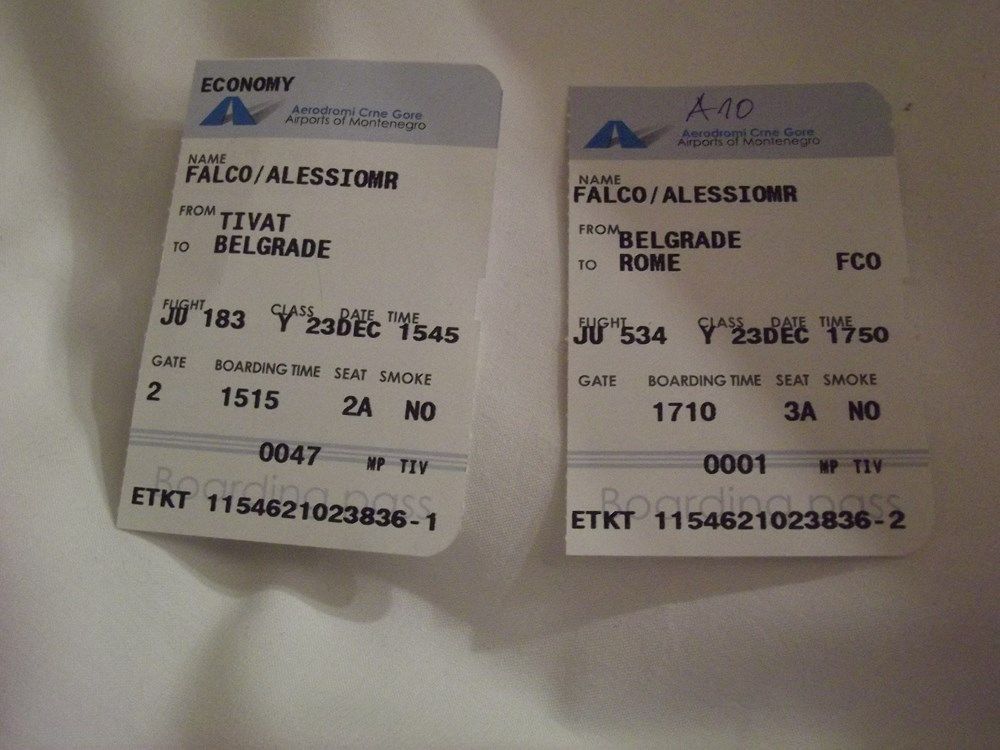 ECONOMY
Aerodromi Crne Gore
Airports of Montenegro
NAME
FALCO/ALESSIOMR
FROM TIVAT
TO BELGRADE
FLIGHT CLASS DATE TIME
JU 183 Y 23DEC 1545
GATE BOARDING TIME SEAT SMOKE
2 1515 2A NO
0047 MP TIV
Boarding pass
ETKT 1154621023836-1
A10
Aerodromi Crne Gore
Airports of Montenegro
NAME
FALCO/ALESSIOMR
FROM BELGRADE
TO ROME FCO
FLIGHT CLASS DATE TIME
JU 534 Y 23DEC 1750
GATE BOARDING TIME SEAT SMOKE
1710 3A NO
0001 MP TIV
Boarding pass
ETKT 1154621023836-2